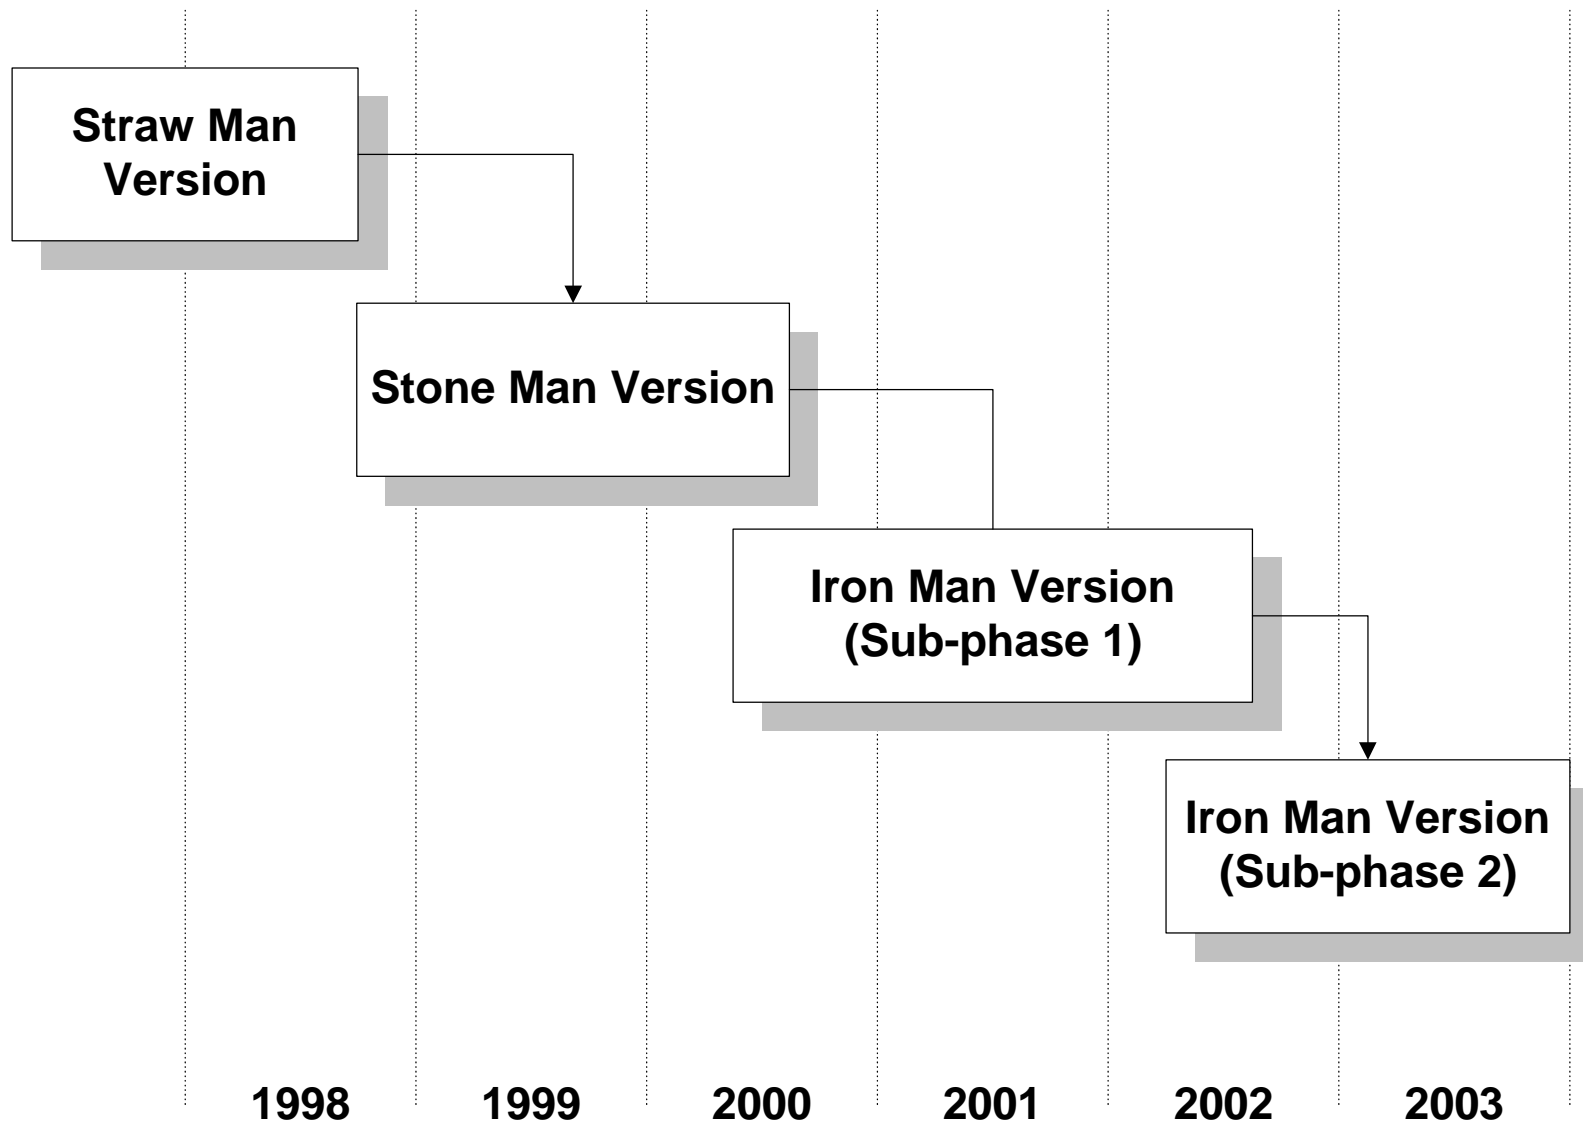 Straw Man
Version
Stone Man Version
Iron Man Version
(Sub-phase 1)
Iron Man Version
(Sub-phase 2)
1998 1999 2000 2001 2002 2003